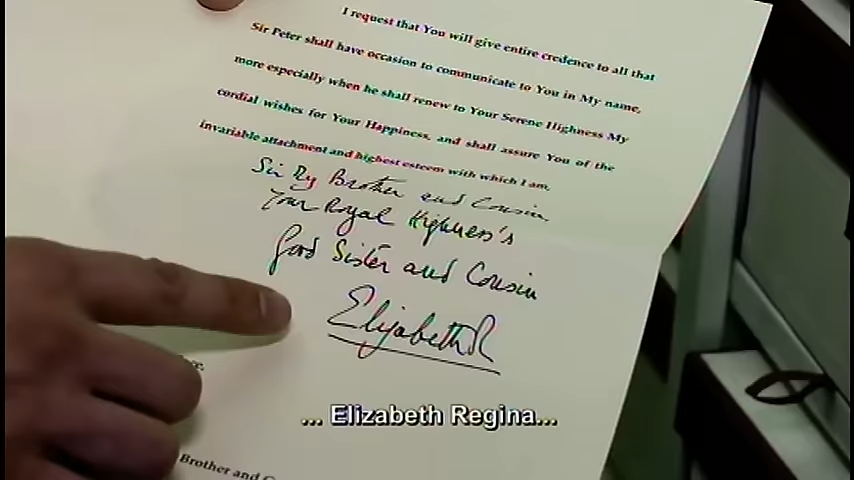 I request that You will give entire credence to all that
Sir Peter shall have occasion to communicate to You in My name,
more especially when he shall renew to Your Serene Highness My
cordial wishes for Your Happiness, and shall assure You of the
invariable attachment and highest esteem with which I am,
Sir My Brother and Cousin,
Your Royal Highness's
Good Sister and Cousin
Elizabeth R
... Elizabeth Regina...
Brother and